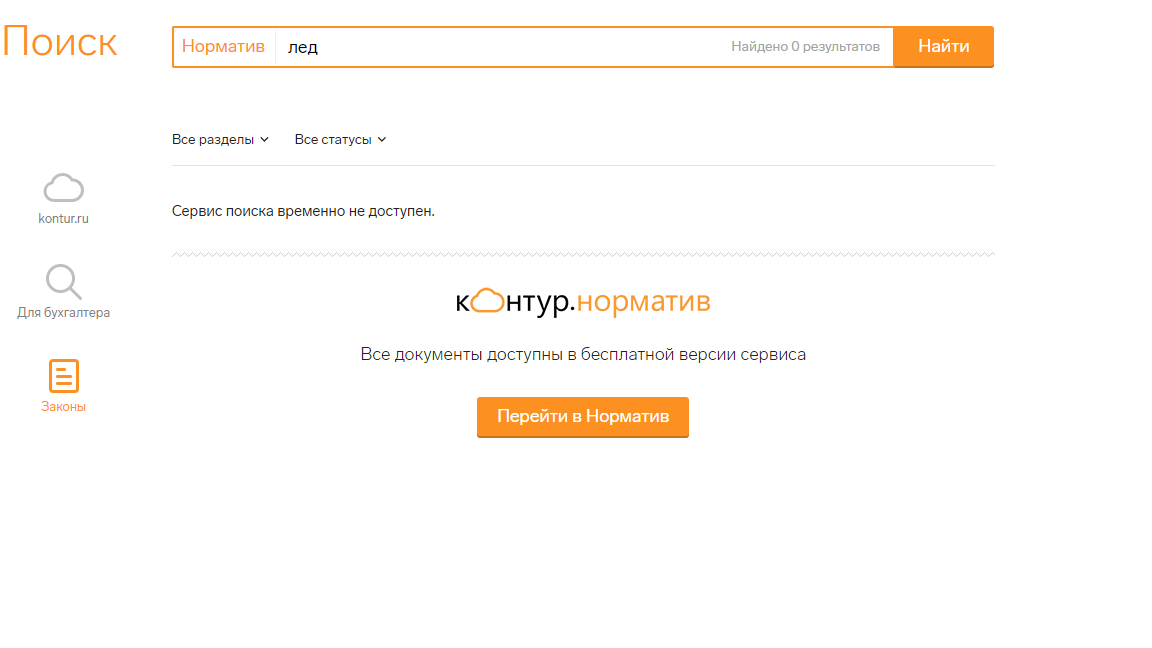 Поиск
Норматив лед Найдено 0 результатов Найти
Все разделы Все статусы
kontur.ru
Сервис поиска временно не доступен.
Для бухгалтера
контур.норматив
Все документы доступны в бесплатной версии сервиса
Законы
Перейти в Норматив